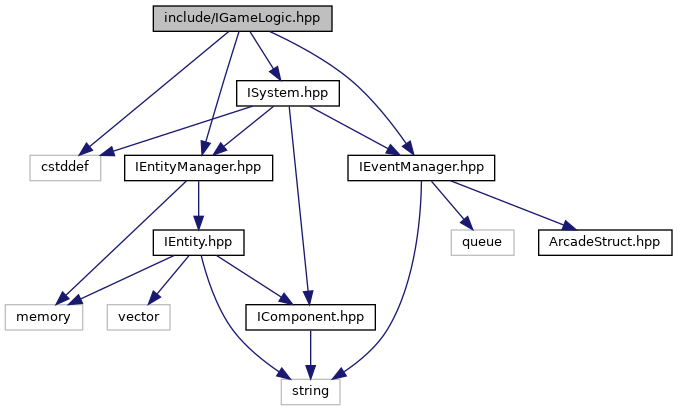 include/IGameLogic.hpp
ISystem.hpp
cstddef
IEntityManager.hpp
IEventManager.hpp
IEntity.hpp
queue
ArcadeStruct.hpp
memory
vector
IComponent.hpp
string